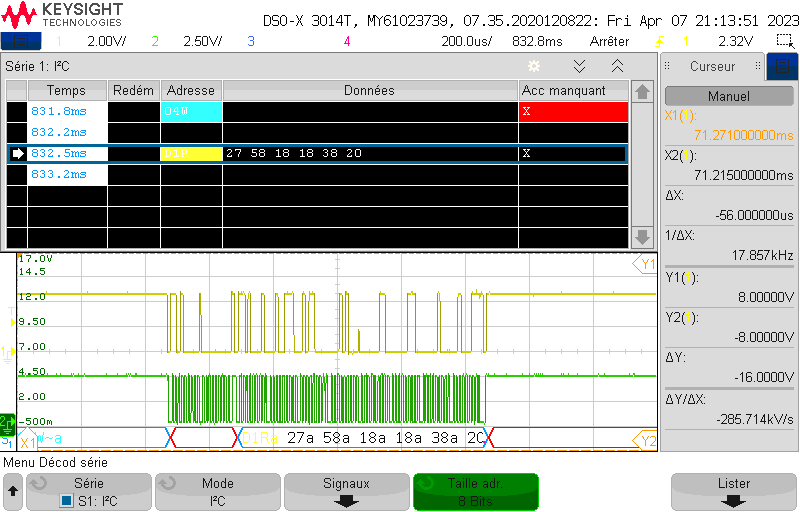 KEYSIGHT
TECHNOLOGIES
DSO-X 3014T, MY61023739, 07.35.2020120822: Fri Apr 07 21:13:51 2023
1 2.00V/ 2 2.50V/ 3 4 200.0us/ 832.8ms Arrêter 1 2.32V
Série 1: I²C
Temps Redém Adresse Données Acc manquant
831.8ms D4W X
832.2ms
832.5ms D1R 27 58 18 18 38 20 X
833.2ms
Curseur
Manuel
X1(1):
71.271000000ms
X2(1):
71.215000000ms
ΔX:
-56.000000us
1/ΔX:
17.857kHz
Y1(1):
8.00000V
Y2(1):
-8.00000V
ΔY:
-16.0000V
ΔY/ΔX:
-285.714kV/s
17.0V
14.5
12.0
9.50
7.00
4.50
2.00
-500m
Y1
Y2
X1
D1Ra 27a 58a 18a 18a 38a 20
Menu Décod série
Série
S1: I²C
Mode
I²C
Signaux
Taille adr.
8 Bits
Lister